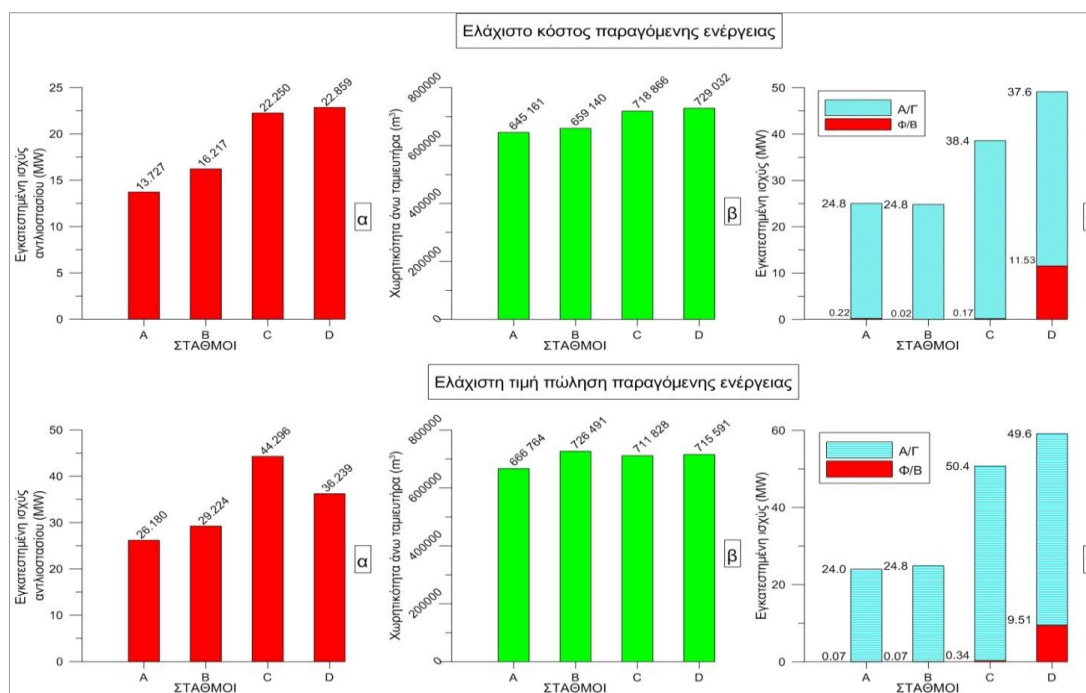 Ελάχιστο κόστος παραγόμενης ενέργειας
Εγκατεστημένη ισχύς
αντλιοστασίου (MW)
25
20
15
10
5
0
13.727
16.217
22.250
22.859
A
B
C
D
ΣΤΑΘΜΟΙ
α
Χωρητικότητα άνω ταμιευτήρα (m³)
800000
600000
400000
200000
0
645 161
659 140
718 866
729 032
A
B
C
D
ΣΤΑΘΜΟΙ
β
Εγκατεστημένη ισχύς (MW)
50
40
30
20
10
0
Α/Γ
Φ/Β
24.8
24.8
38.4
37.6
0.22
0.02
0.17
11.53
A
B
C
D
ΣΤΑΘΜΟΙ
Ελάχιστη τιμή πώληση παραγόμενης ενέργειας
Εγκατεστημένη ισχύς
αντλιοστασίου (MW)
50
40
30
20
10
0
26.180
29.224
44.296
36.239
A
B
C
D
ΣΤΑΘΜΟΙ
α
Χωρητικότητα άνω ταμιευτήρα (m³)
800000
600000
400000
200000
0
666 764
726 491
711 828
715 591
A
B
C
D
ΣΤΑΘΜΟΙ
β
Εγκατεστημένη ισχύς (MW)
60
40
20
0
Α/Γ
Φ/Β
24.0
24.8
50.4
49.6
0.07
0.07
0.34
9.51
A
B
C
D
ΣΤΑΘΜΟΙ